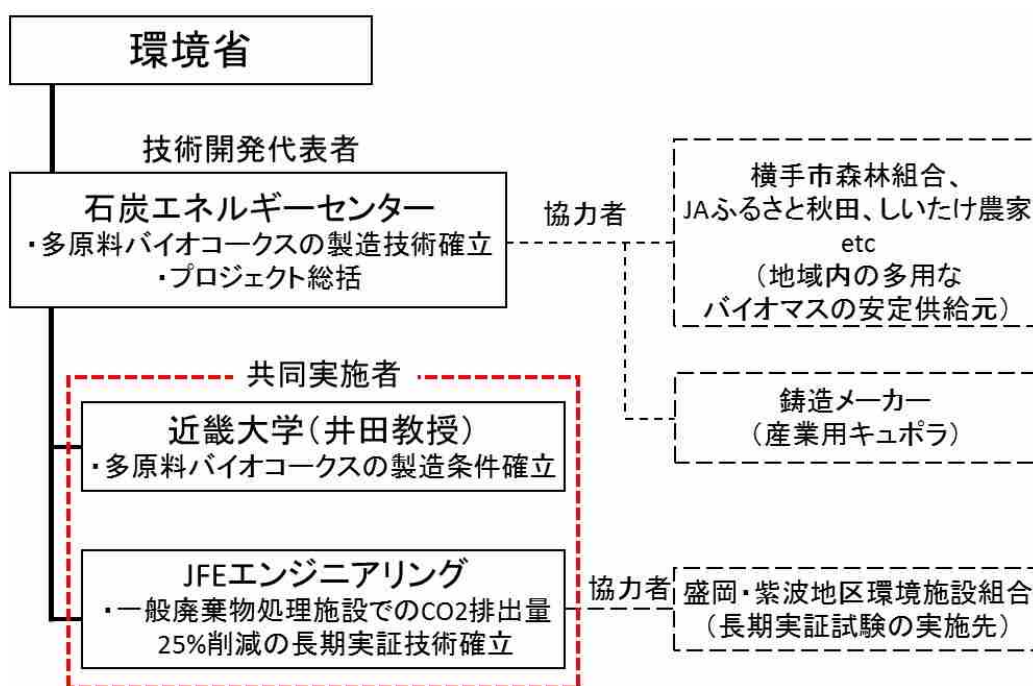 環境省
技術開発代表者
石炭エネルギーセンター
・多原料バイオコークスの製造技術確立
・プロジェクト総括
協力者
横手市森林組合、
JAふるさと秋田、しいたけ農家
etc
（地域内の多用な
バイオマスの安定供給元）
鋳造メーカー
（産業用キュポラ）
共同実施者
近畿大学（井田教授）
・多原料バイオコークスの製造条件確立
JFEエンジニアリング
・一般廃棄物処理施設でのCO2排出量
25%削減の長期実証技術確立
協力者
盛岡・紫波地区環境施設組合
（長期実証試験の実施先）